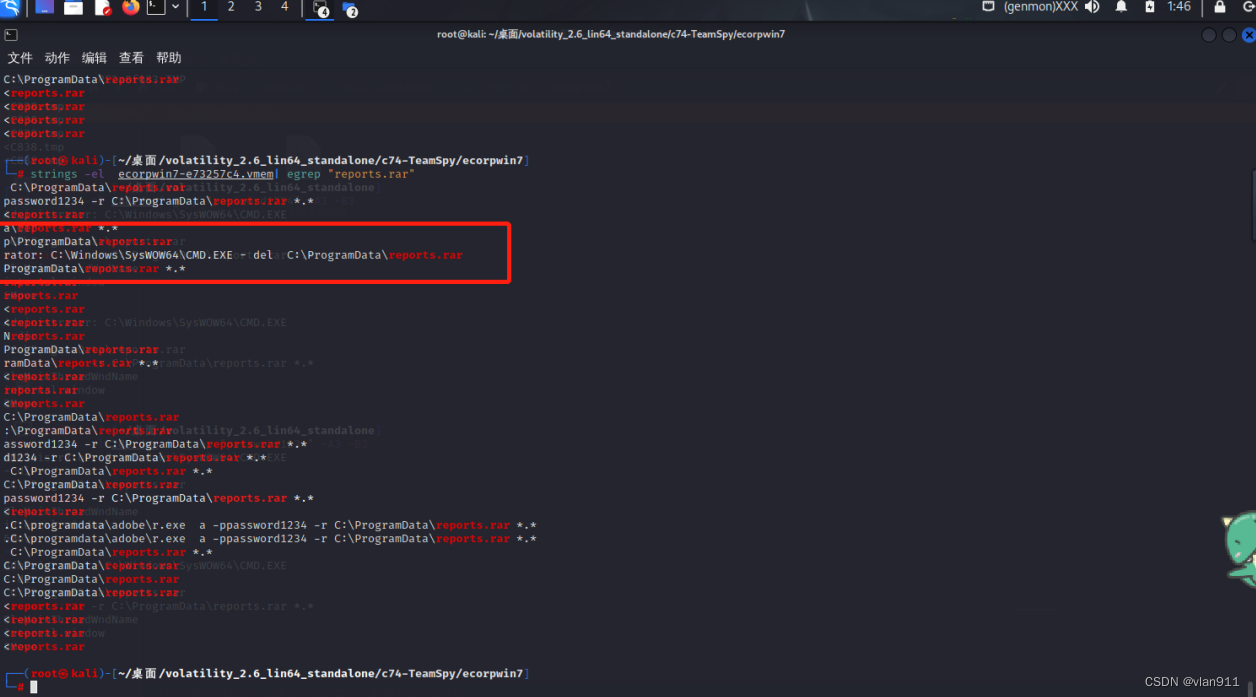 1 2 3 4 4 2 (genmon)XXX 1:46
root@kali: ~/桌面/volatility_2.6_lin64_standalone/c74-TeamSpy/ecorpwin7
文件 动作 编辑 查看 帮助
C:\ProgramData\reports.rar
<reports.rar
<reports.rar
<reports.rar
<reports.rar
<C838.tmp
┌──(root㉿kali)-[~/桌面/volatility_2.6_lin64_standalone/c74-TeamSpy/ecorpwin7]
└─# strings -el  ecorpwin7-e73257c4.vmem| egrep "reports.rar"
 C:\ProgramData\reports.rar
password1234 -r C:\ProgramData\reports.rar *.*
<reports.rar
a\reports.rar *.*
p\ProgramData\reports.rar
rator: C:\Windows\SysWOW64\CMD.EXE - del  C:\ProgramData\reports.rar
ProgramData\reports.rar *.*
reports.rar
reports.rar
<reports.rar
<reports.rar
N reports.rar
ProgramData\reports.rar
ramData\reports.rar *.*
<reports.rar
reports.rar
<reports.rar
C:\ProgramData\reports.rar
:\ProgramData\reports.rar
assword1234 -r C:\ProgramData\reports.rar *.*
d1234 -r C:\ProgramData\reports.rar *.*
 C:\ProgramData\reports.rar *.*
C:\ProgramData\reports.rar
password1234 -r C:\ProgramData\reports.rar *.*
<reports.rar
.C:\programdata\adobe\r.exe  a -ppassword1234 -r C:\ProgramData\reports.rar *.*
.C:\programdata\adobe\r.exe  a -ppassword1234 -r C:\ProgramData\reports.rar *.*
 C:\ProgramData\reports.rar *.*
C:\ProgramData\reports.rar
C:\ProgramData\reports.rar
C:\ProgramData\reports.rar
<reports.rar
<reports.rar
<reports.rar
<reports.rar
┌──(root㉿kali)-[~/桌面/volatility_2.6_lin64_standalone/c74-TeamSpy/ecorpwin7]
└─#
CSDN @vlan911